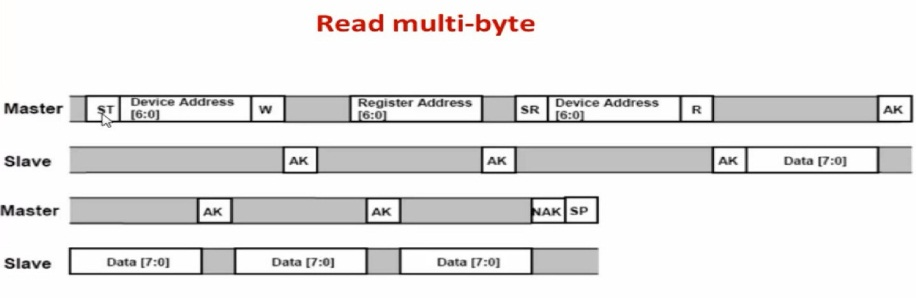 Read multi-byte
Master ST Device Address [6:0] W Register Address [6:0] SR Device Address [6:0] R AK
Slave AK AK AK Data [7:0]
Master AK AK NAK SP
Slave Data [7:0] Data [7:0] Data [7:0]